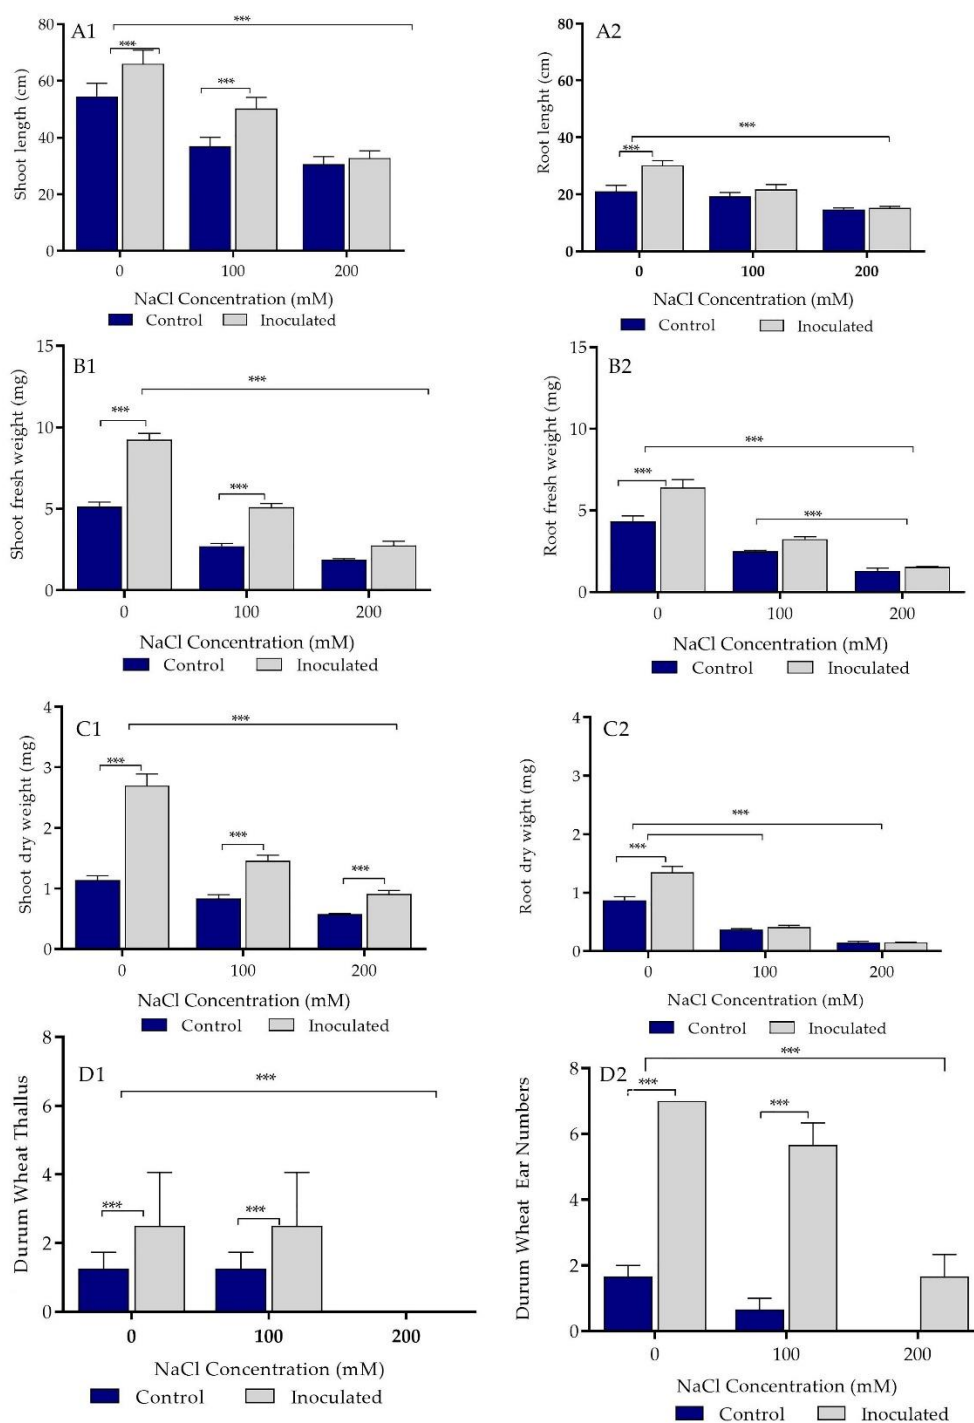 A1
***
***
***
Shoot length (cm)
80
60
40
20
0
0 100 200
NaCl Concentration (mM)
Control Inoculated
A2
***
***
Root lenght (cm)
80
60
40
20
0
0 100 200
NaCl Concentration (mM)
Control Inoculated
B1
***
***
***
Shoot fresh weight (mg)
15
10
5
0
0 100 200
NaCl Concentration (mM)
Control Inoculated
B2
***
***
***
Root fresh weight (mg)
15
10
5
0
0 100 200
NaCl Concentration (mM)
Control Inoculated
C1
***
***
***
***
Shoot dry weight (mg)
4
3
2
1
0
0 100 200
NaCl Concentration (mM)
Control Inoculated
C2
***
***
Root dry wight (mg)
4
3
2
1
0
0 100 200
NaCl Concentration (mM)
Control Inoculated
D1
***
***
***
Durum Wheat Thallus
8
6
4
2
0
0 100 200
NaCl Concentration (mM)
Control Inoculated
D2
***
***
***
Durum Wheat Ear Numbers
8
6
4
2
0
0 100 200
NaCl Concentration (mM)
Control Inoculated